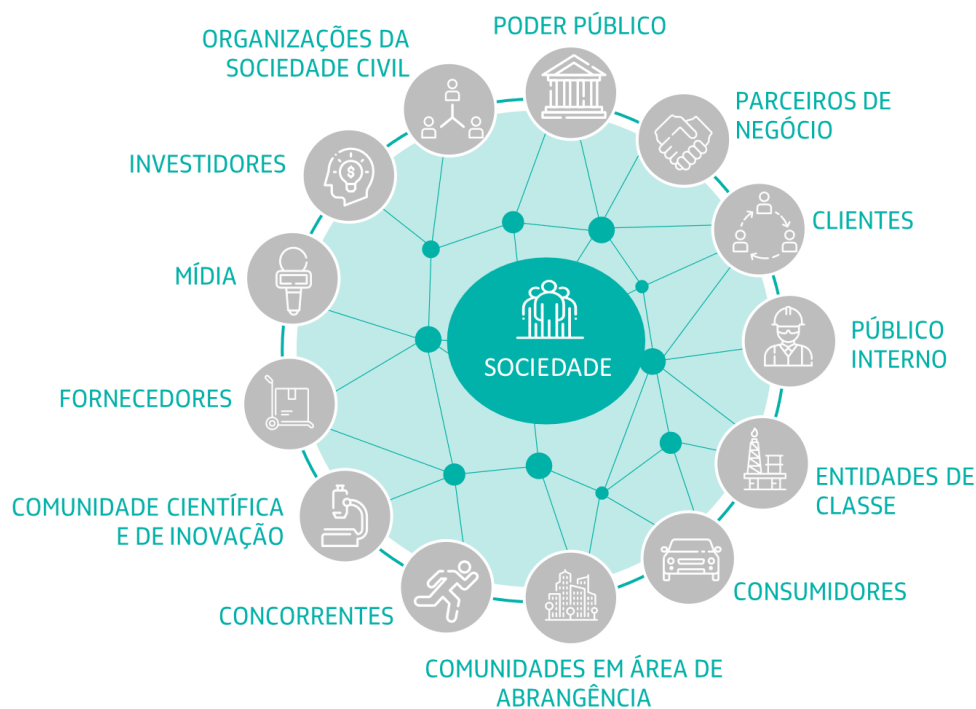 PODER PÚBLICO
ORGANIZAÇÕES DA
SOCIEDADE CIVIL
PARCEIROS DE
NEGÓCIO
INVESTIDORES
CLIENTES
MÍDIA
PÚBLICO
INTERNO
SOCIEDADE
FORNECEDORES
ENTIDADES DE
CLASSE
COMUNIDADE CIENTÍFICA
E DE INOVAÇÃO
CONSUMIDORES
CONCORRENTES
COMUNIDADES EM ÁREA DE
ABRANGÊNCIA